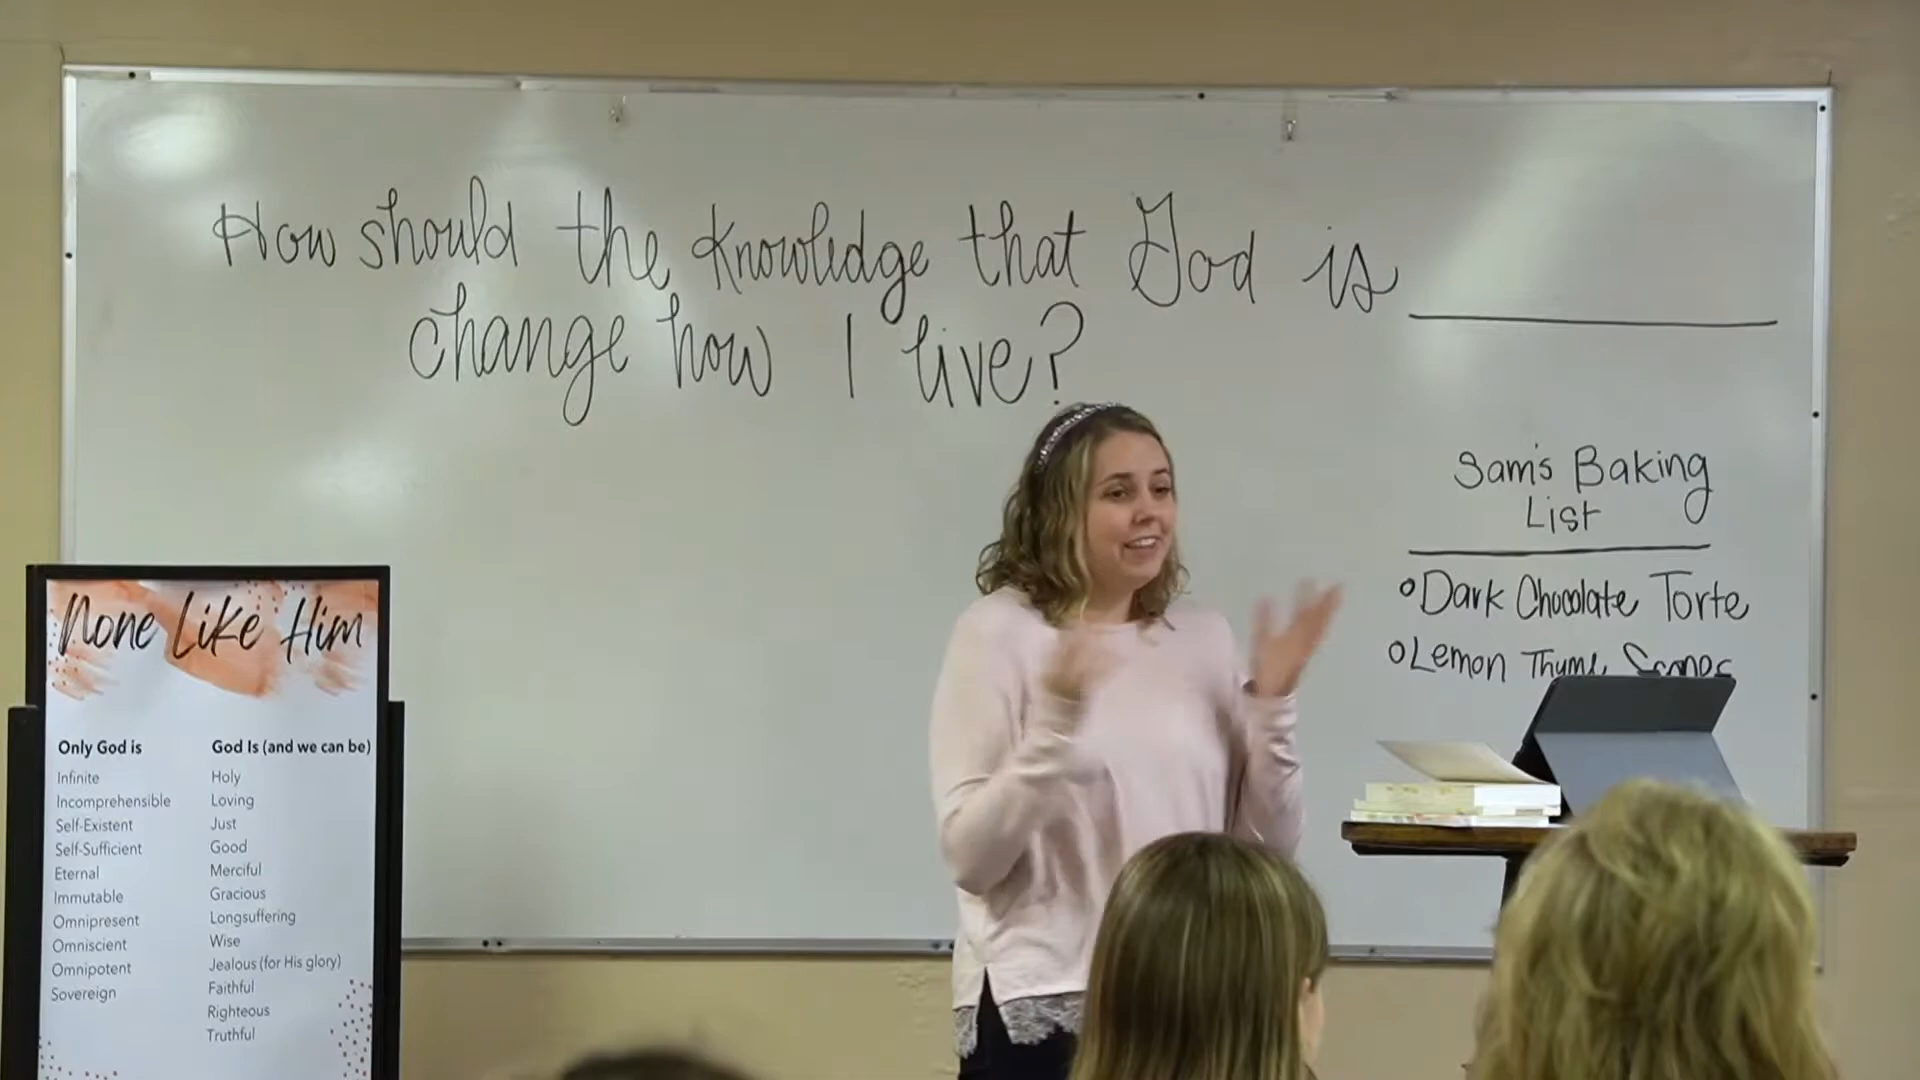 How should the knowledge that God is ________
change how I live?
Sam's Baking
List
Dark Chocolate Torte
Lemon Thyme Scones
None Like Him
Only God is
Infinite
Incomprehensible
Self-Existent
Self-Sufficient
Eternal
Immutable
Omnipresent
Omniscient
Omnipotent
Sovereign
God Is (and we can be)
Holy
Loving
Just
Good
Merciful
Gracious
Longsuffering
Wise
Jealous (for His glory)
Faithful
Righteous
Truthful